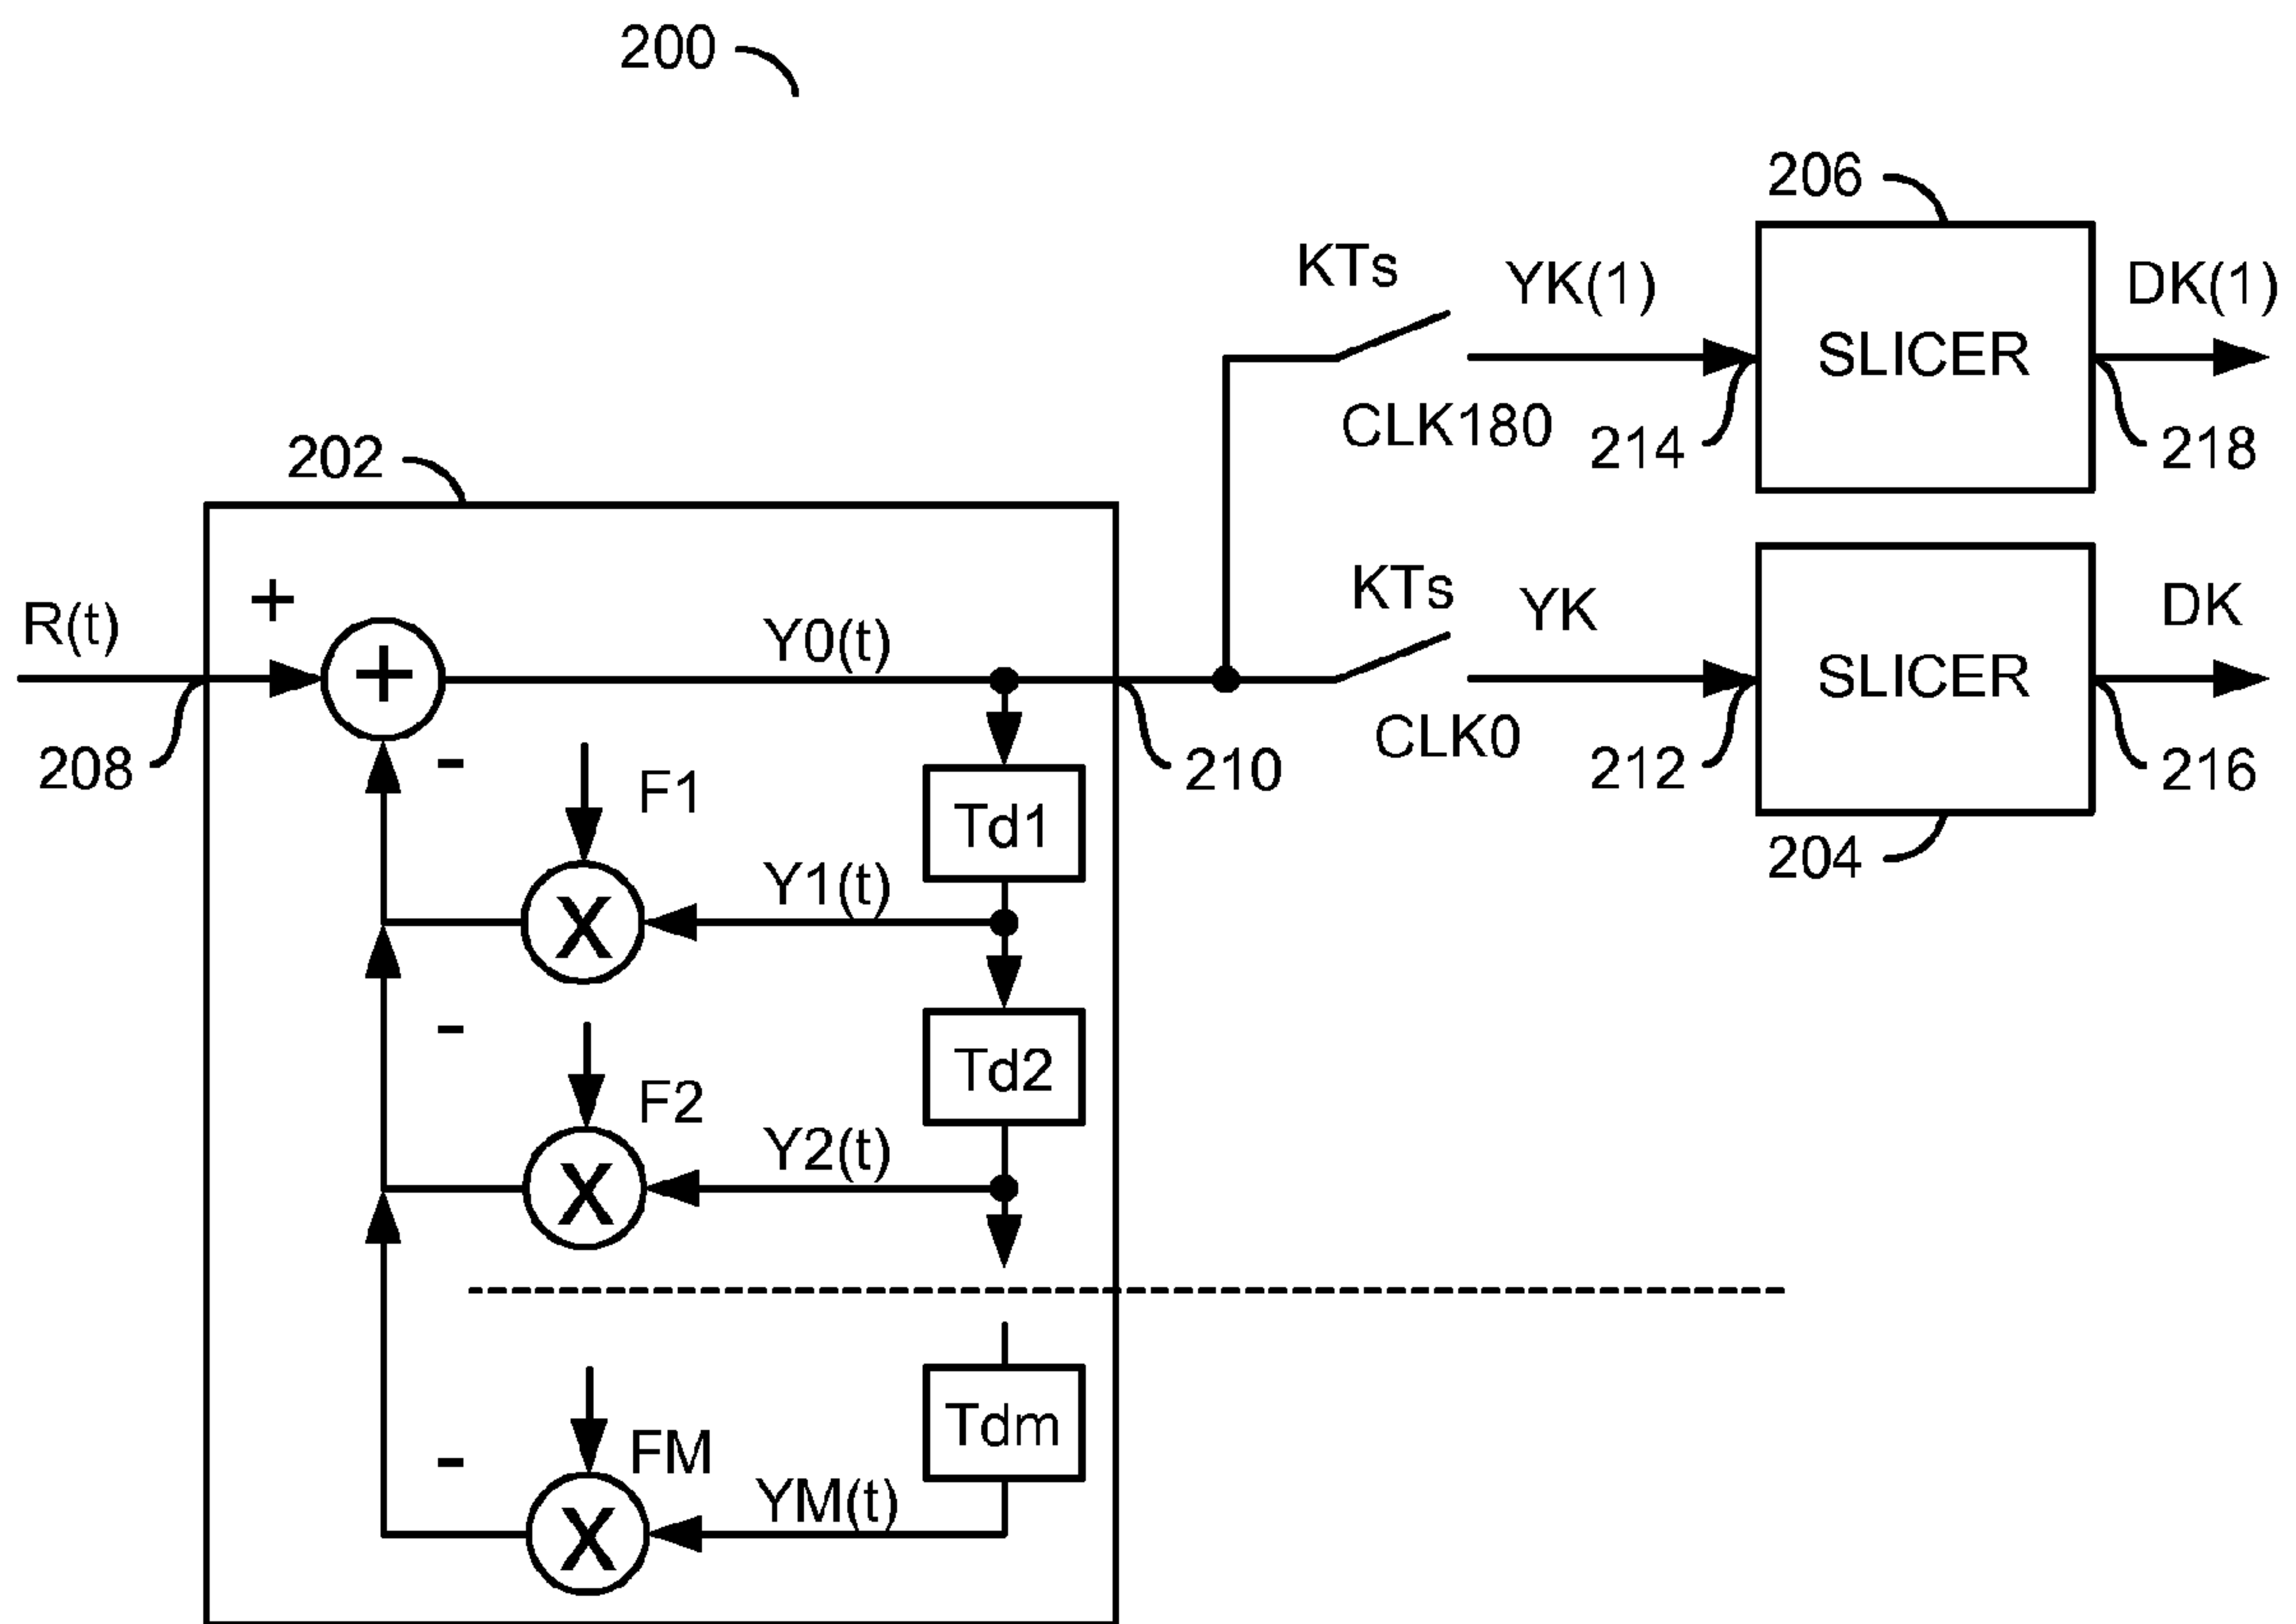 200
206
KTs
YK(1)
SLICER
DK(1)
CLK180
214
218
202
R(t)
+
+
Y0(t)
KTs
YK
SLICER
DK
208
-
F1
210
CLK0
212
216
Td1
204
Y1(t)
X
-
F2
Td2
Y2(t)
X
-
FM
Tdm
YM(t)
X